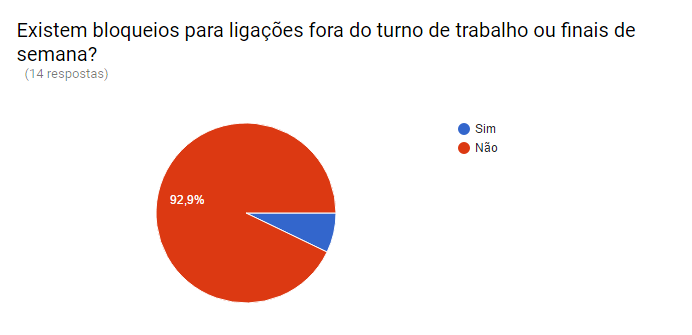 Existem bloqueios para ligações fora do turno de trabalho ou finais de
semana?
(14 respostas)
Sim
Não
92,9%